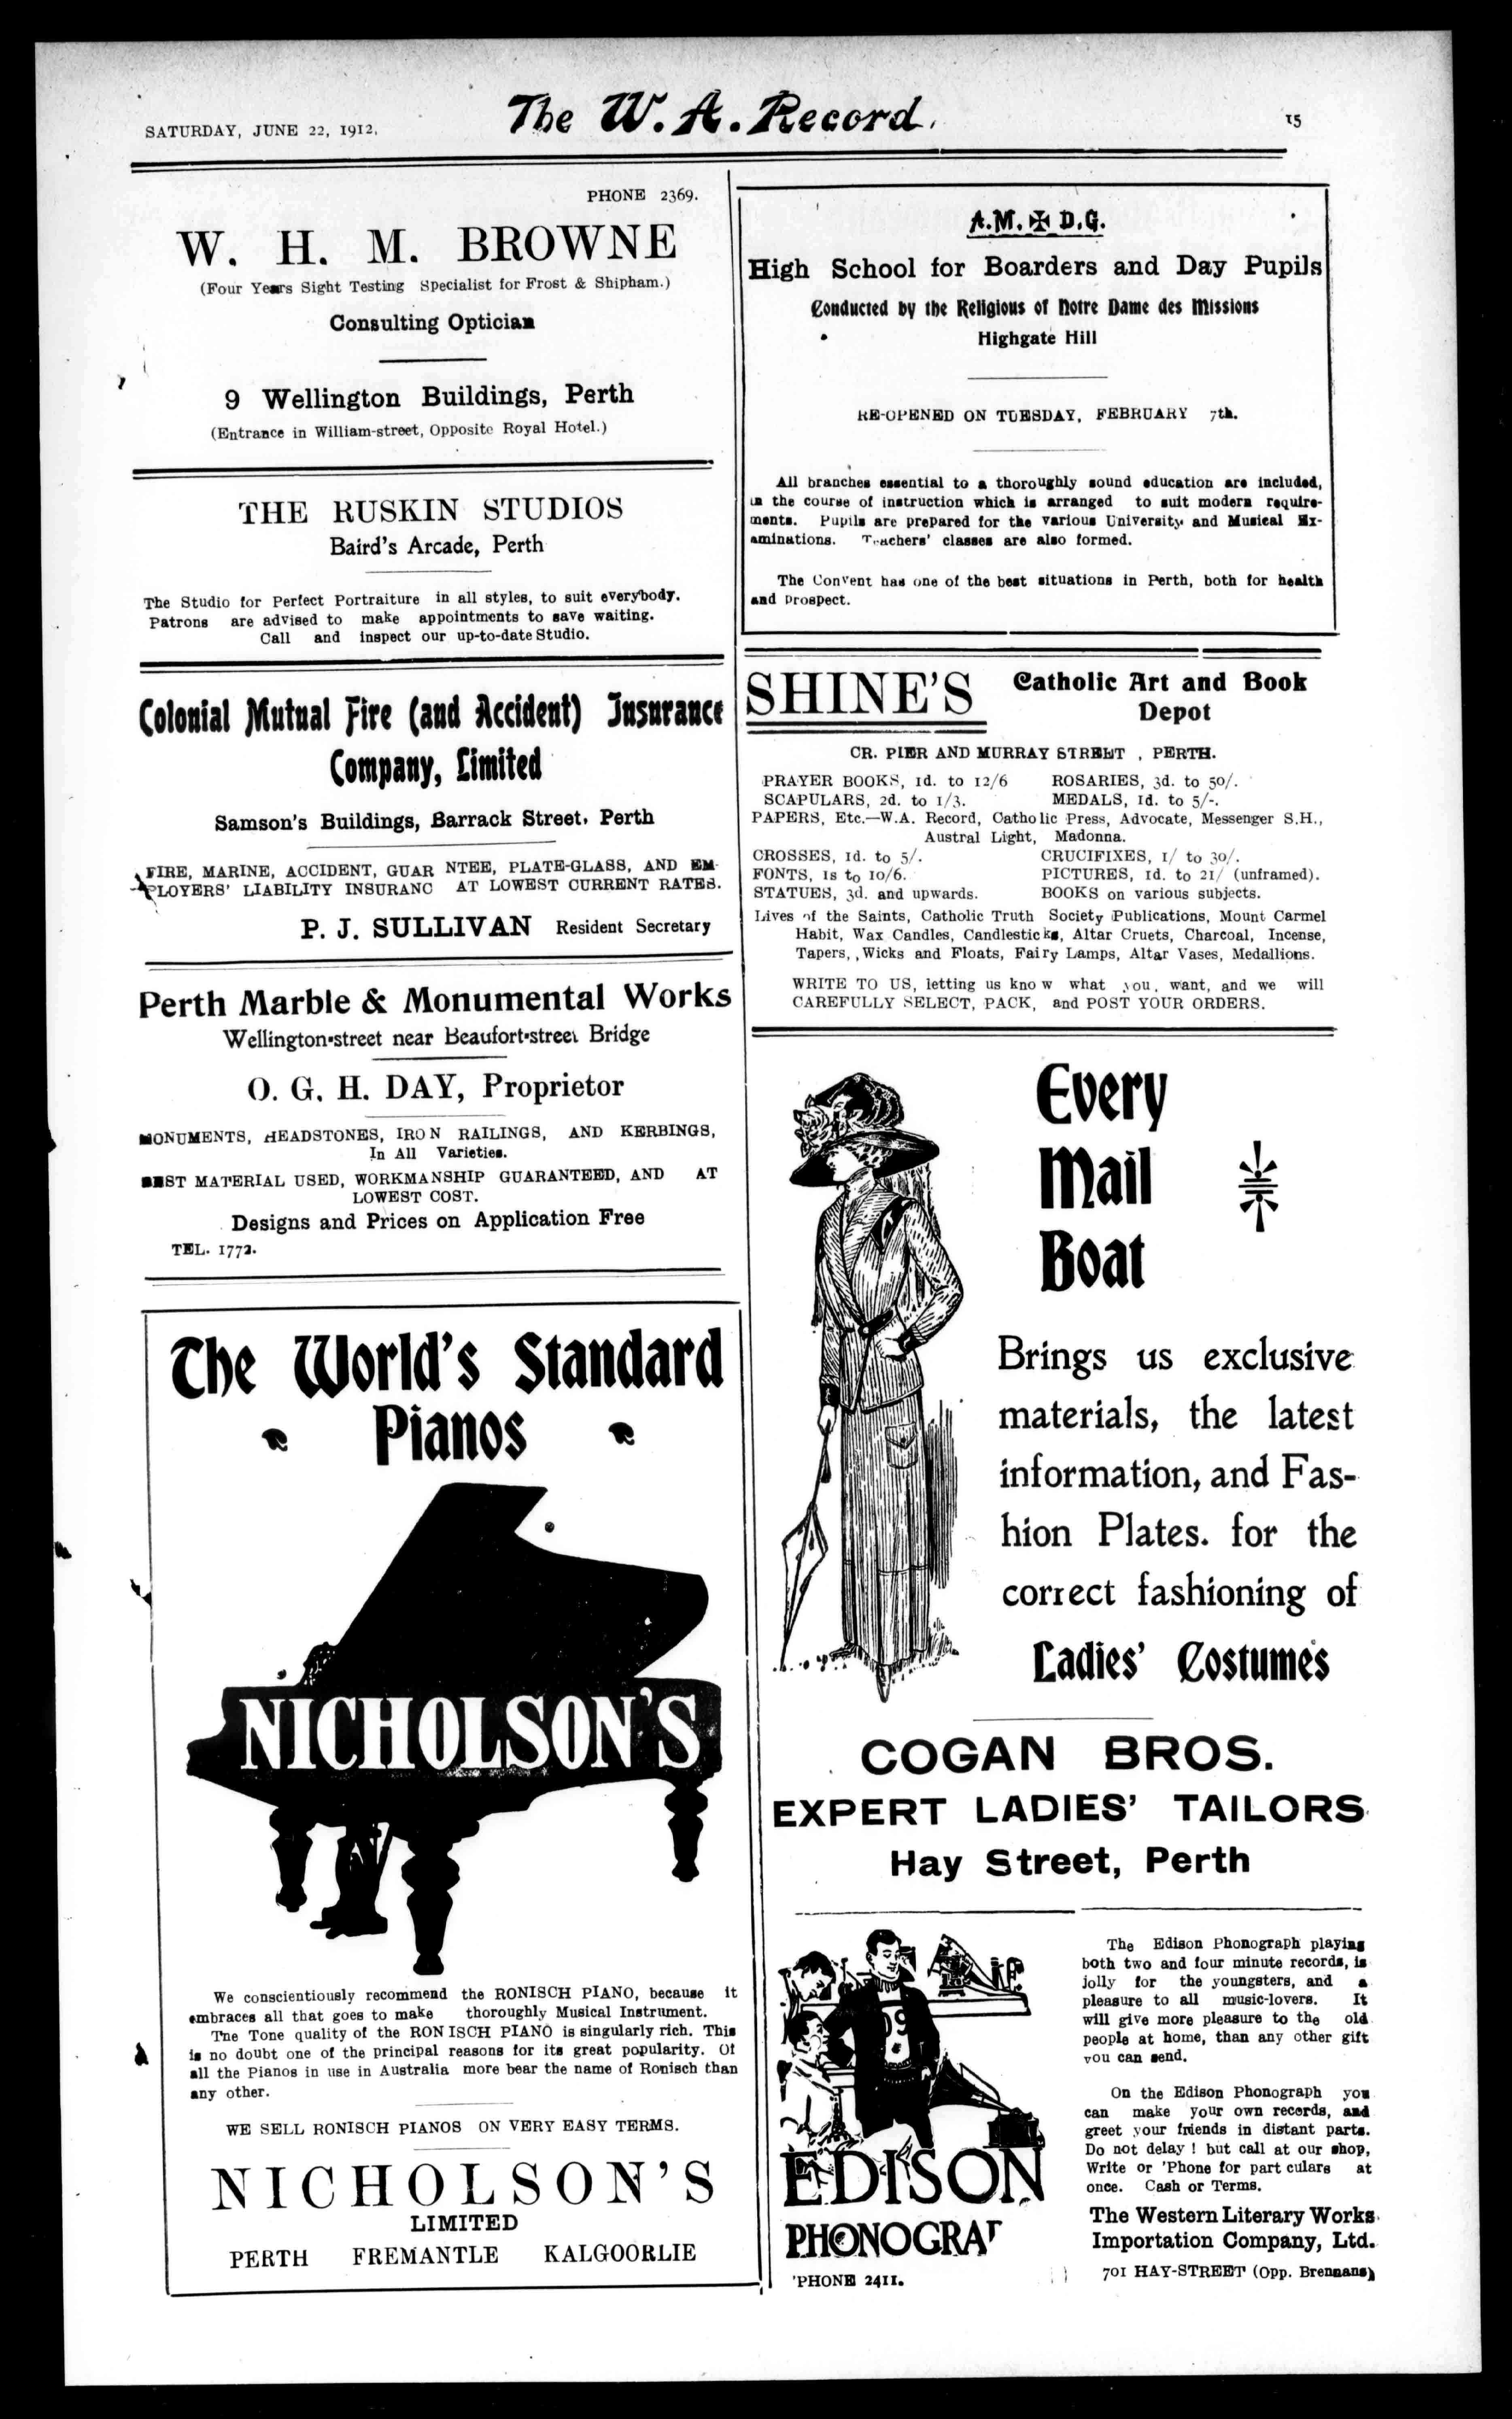 SATURDAY, JUNE 22, 1912.
The W. A. Record.
15
PHONE 2369.
W. H. M. BROWNE
(Four Years Sight Testing Specialist for Frost & Shipham.)
Consulting Optician
9 Wellington Buildings, Perth
(Entrance in William-street, Opposite Royal Hotel.)
THE RUSKIN STUDIOS
Baird's Arcade, Perth
The Studio for Perfect Portraiture in all styles, to suit everybody.
Patrons are advised to make appointments to save waiting.
Call and inspect our up-to-date Studio.
Colonial Mutual Fire (and Accident) Insurance
Company, Limited
Samson's Buildings, Barrack Street, Perth
FIRE, MARINE, ACCIDENT, GUAR NTEE, PLATE-GLASS, AND EM-
PLOYERS' LIABILITY INSURANC AT LOWEST CURRENT RATES.
P. J. SULLIVAN Resident Secretary
Perth Marble & Monumental Works
Wellington-street near Beaufort-street Bridge
O. G. H. DAY, Proprietor
MONUMENTS, HEADSTONES, IRON RAILINGS, AND KERBINGS,
In All Varieties.
BEST MATERIAL USED, WORKMANSHIP GUARANTEED, AND AT
LOWEST COST.
Designs and Prices on Application Free
TEL. 1772.
The World's Standard
Pianos
NICHOLSON'S
We conscientiously recommend the RONISCH PIANO, because it
embraces all that goes to make thoroughly Musical Instrument.
The Tone quality of the RONISCH PIANO is singularly rich. This
is no doubt one of the principal reasons for its great popularity. Of
all the Pianos in use in Australia more bear the name of Ronisch than
any other.
WE SELL RONISCH PIANOS ON VERY EASY TERMS.
NICHOLSON'S
LIMITED
PERTH FREMANTLE KALGOORLIE
A.M. ✠ D.G.
High School for Boarders and Day Pupils
Conducted by the Religious of Notre Dame des Missions
Highgate Hill
RE-OPENED ON TUESDAY, FEBRUARY 7th.
All branches essential to a thoroughly sound education are included,
in the course of instruction which is arranged to suit modern require-
ments. Pupils are prepared for the various University and Musical Ex-
aminations. Teachers' classes are also formed.
The Convent has one of the best situations in Perth, both for health
and Prospect.
SHINE'S Catholic Art and Book
Depot
CR. PIER AND MURRAY STREET , PERTH.
PRAYER BOOKS, 1d. to 12/6 ROSARIES, 3d. to 50/.
SCAPULARS, 2d. to 1/3. MEDALS, 1d. to 5/-.
PAPERS, Etc.—W.A. Record, Catholic Press, Advocate, Messenger S.H.,
Austral Light, Madonna.
CROSSES, 1d. to 5/. CRUCIFIXES, 1/ to 30/.
FONTS, 1s to 10/6. PICTURES, 1d. to 21/ (unframed).
STATUES, 3d. and upwards. BOOKS on various subjects.
Lives of the Saints, Catholic Truth Society Publications, Mount Carmel
Habit, Wax Candles, Candlesticks, Altar Cruets, Charcoal, Incense,
Tapers, , Wicks and Floats, Fairy Lamps, Altar Vases, Medallions.
WRITE TO US, letting us know what you, want, and we will
CAREFULLY SELECT, PACK, and POST YOUR ORDERS.
Every
Mail
Boat
Brings us exclusive
materials, the latest
information, and Fas-
hion Plates. for the
correct fashioning of
Ladies' Costumes
COGAN BROS.
EXPERT LADIES' TAILORS
Hay Street, Perth
EDISON
PHONOGRA
'PHONE 2411.
The Edison Phonograph playing
both two and four minute records, is
jolly for the youngsters, and a
pleasure to all music-lovers. It
will give more pleasure to the old
people at home, than any other gift
you can send.
On the Edison Phonograph you
can make your own records, and
greet your friends in distant parts.
Do not delay ! but call at our shop,
Write or 'Phone for part culars at
once. Cash or Terms.
The Western Literary Works
Importation Company, Ltd.
701 HAY-STREET (Opp. Brennans)